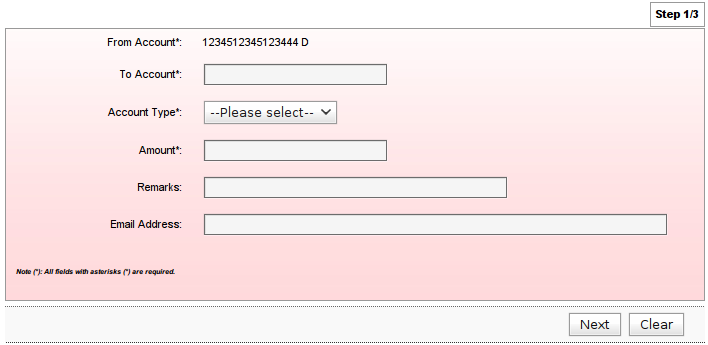 Step 1/3
From Account*: 1234512345123444 D
To Account*:
Account Type*: --Please select--
Amount*:
Remarks:
Email Address:
Note (*): All fields with asterisks (*) are required.
Next Clear